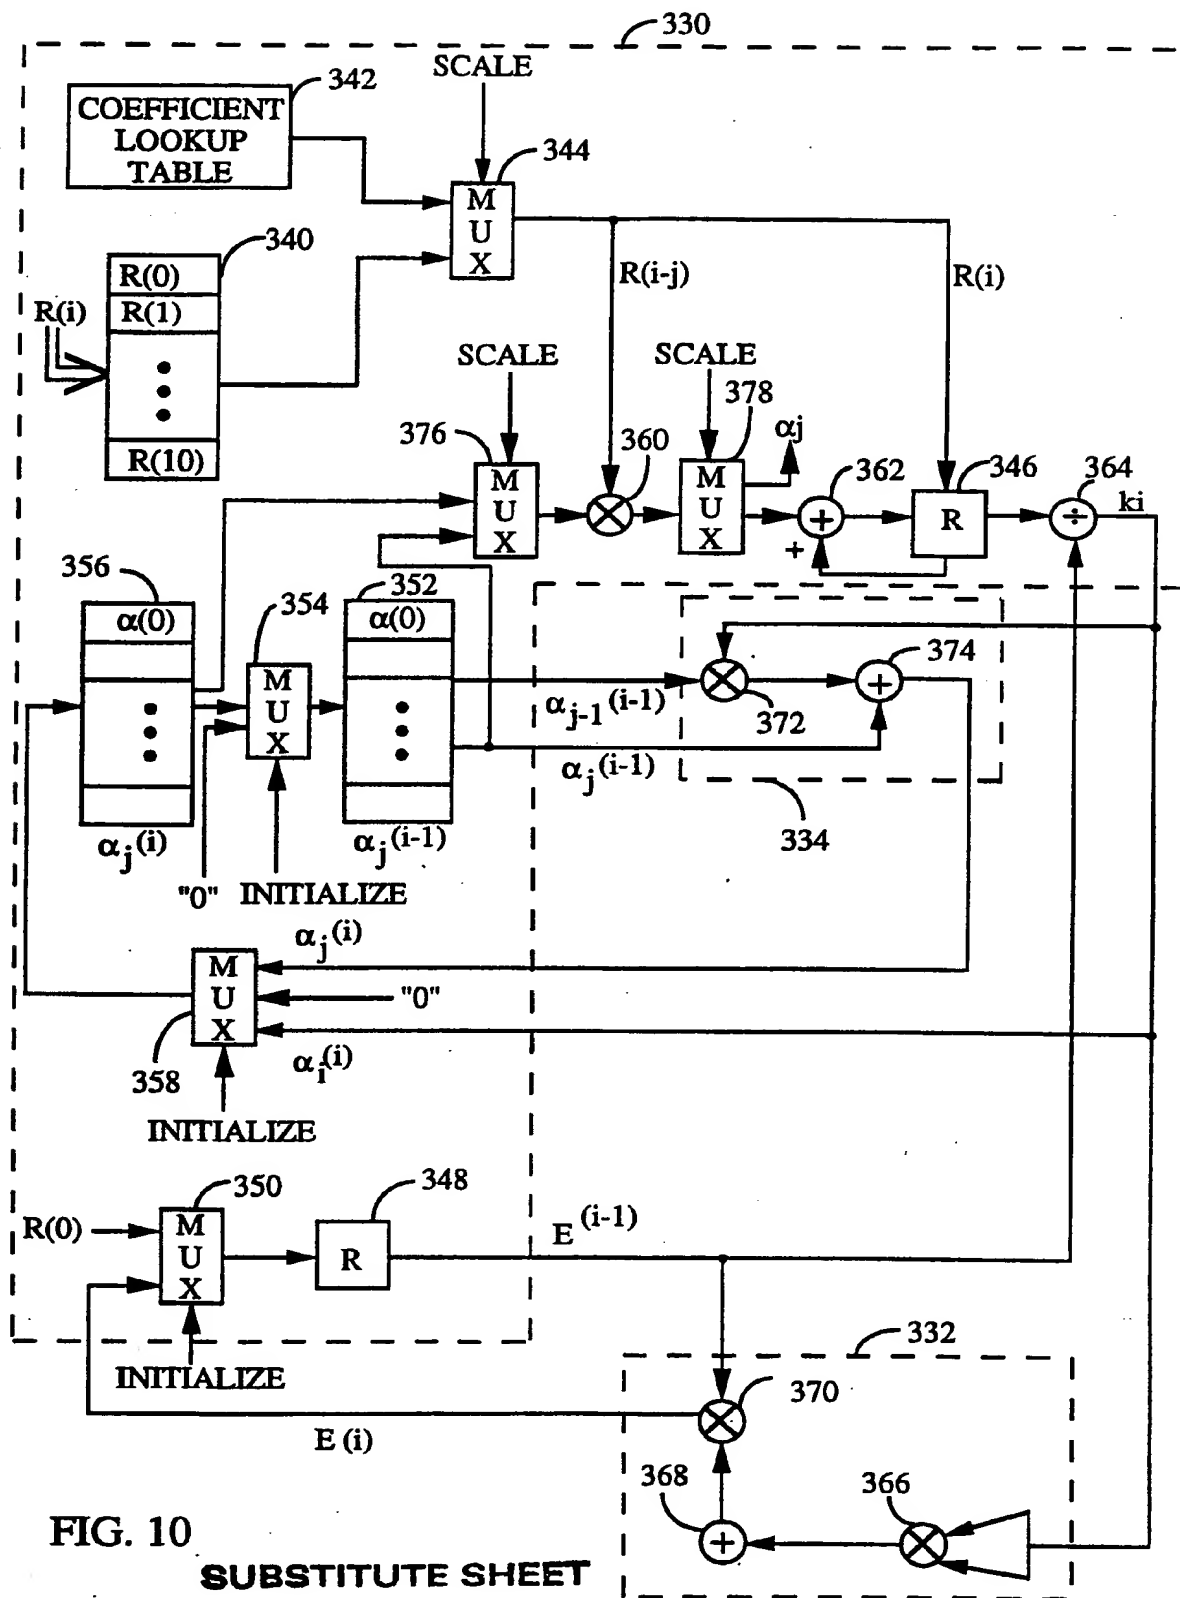 330
SCALE
342
COEFFICIENT
LOOKUP
TABLE
344
M
U
X
340
R(0)
R(i)
R(1)
R(10)
R(i-j)
R(i)
SCALE
SCALE
378
376
360
αj
362
346
364
M
U
X
M
U
X
+
+
R
÷
ki
356
354
352
α(0)
M
U
X
α(0)
374
+
372
αj-1(i-1)
αj(i-1)
334
αj(i)
αj(i-1)
"0"
INITIALIZE
αj(i)
M
U
X
"0"
αi(i)
358
INITIALIZE
350
348
R(0)
M
U
X
R
E(i-1)
332
INITIALIZE
370
E (i)
368
366
+
FIG. 10
SUBSTITUTE SHEET